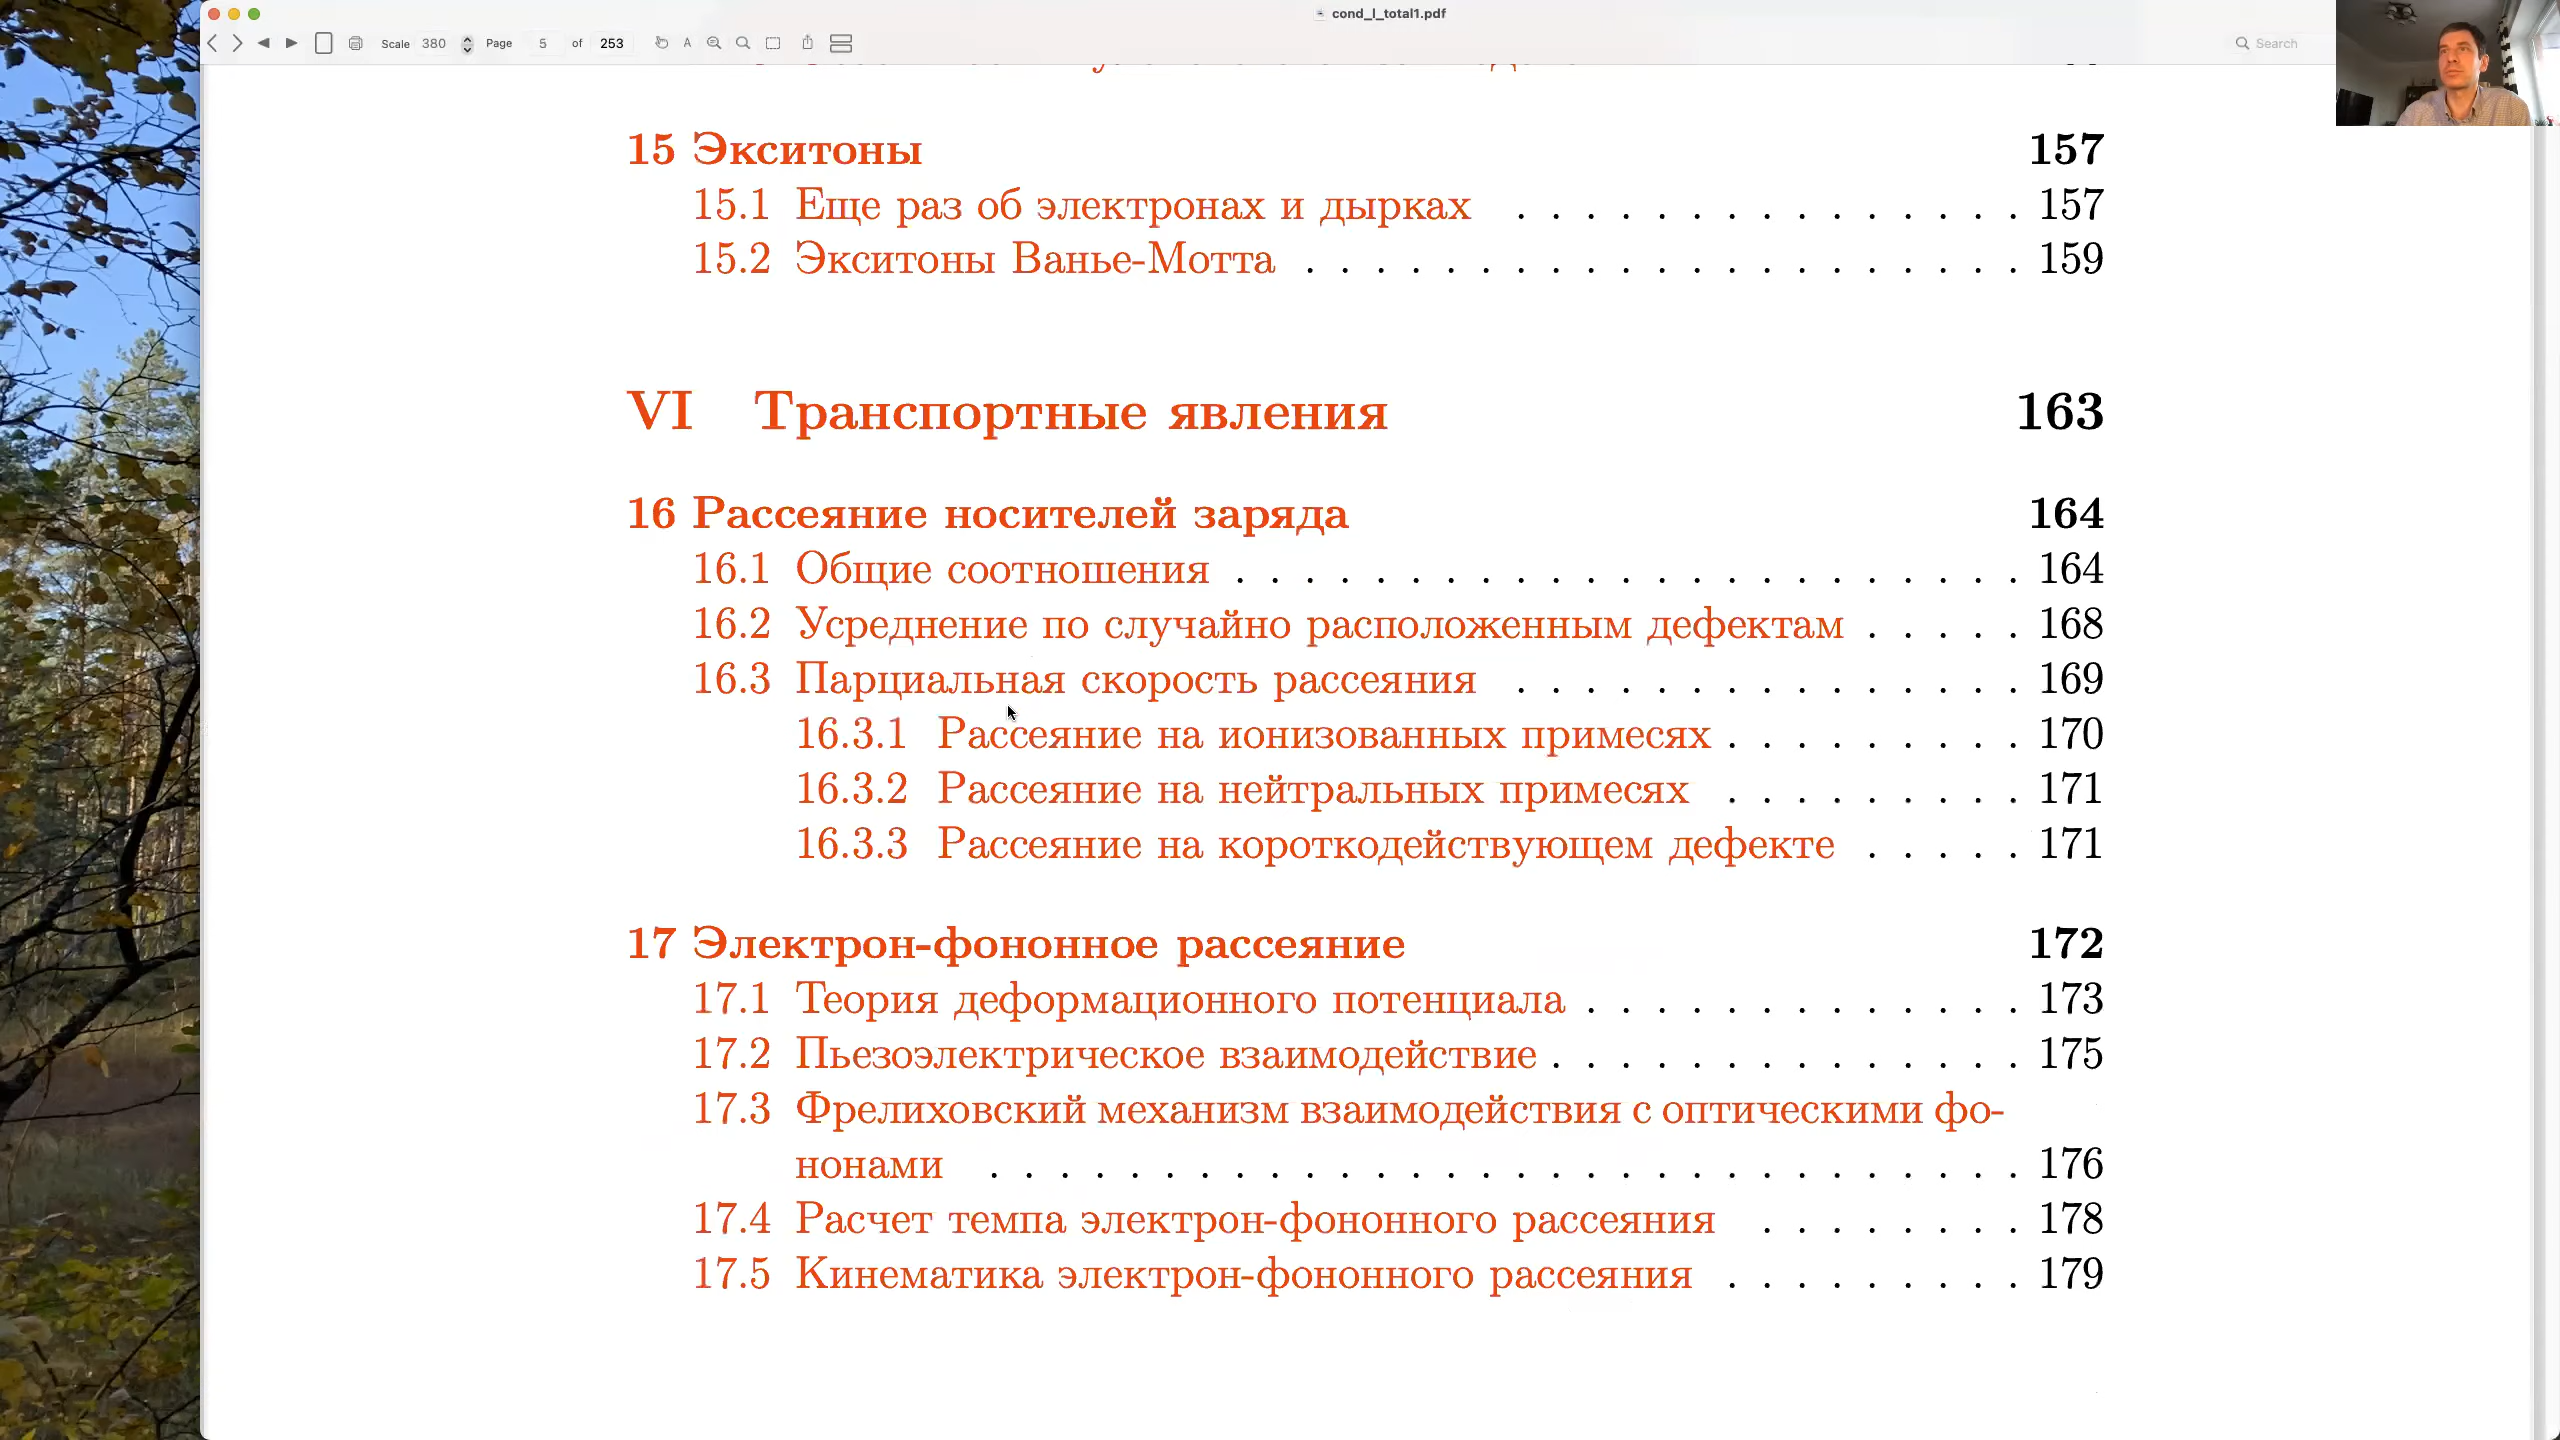 cond_l_total1.pdf
Scale 380 Page 5 of 253 A Search
15 Экситоны 157
15.1 Еще раз об электронах и дырках . . . . . . . . . . . . . . . 157
15.2 Экситоны Ванье-Мотта . . . . . . . . . . . . . . . . . . . . . 159
VI Транспортные явления 163
16 Рассеяние носителей заряда 164
16.1 Общие соотношения . . . . . . . . . . . . . . . . . . . . . . . 164
16.2 Усреднение по случайно расположенным дефектам . . . . . 168
16.3 Парциальная скорость рассеяния . . . . . . . . . . . . . . . 169
16.3.1 Рассеяние на ионизованных примесях . . . . . . . . . 170
16.3.2 Рассеяние на нейтральных примесях . . . . . . . . . 171
16.3.3 Рассеяние на короткодействующем дефекте . . . . . 171
17 Электрон-фононное рассеяние 172
17.1 Теория деформационного потенциала . . . . . . . . . . . . . 173
17.2 Пьезоэлектрическое взаимодействие . . . . . . . . . . . . . . 175
17.3 Фрелиховский механизм взаимодействия с оптическими фо-
нонами . . . . . . . . . . . . . . . . . . . . . . . . . . . . . . 176
17.4 Расчет темпа электрон-фононного рассеяния . . . . . . . . 178
17.5 Кинематика электрон-фононного рассеяния . . . . . . . . . 179